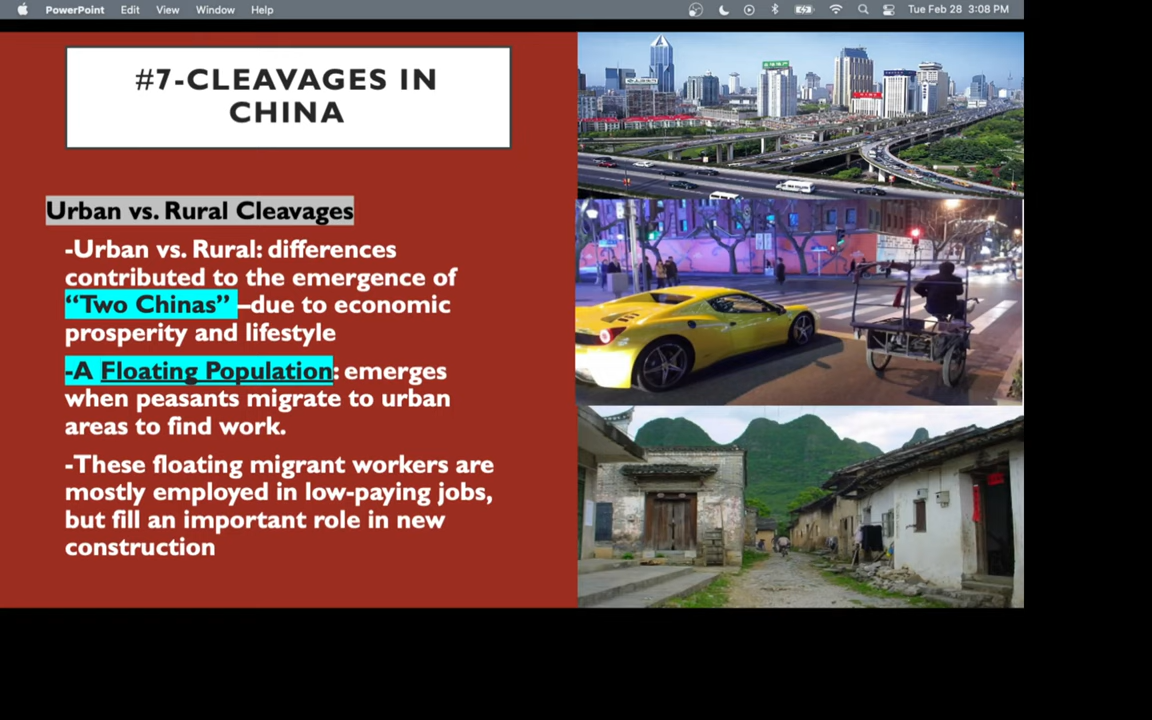 PowerPoint Edit View Window Help Tue Feb 28 3:08 PM
#7-CLEAVAGES IN
CHINA
Urban vs. Rural Cleavages
-Urban vs. Rural: differences
contributed to the emergence of
“Two Chinas” –due to economic
prosperity and lifestyle
-A Floating Population: emerges
when peasants migrate to urban
areas to find work.
-These floating migrant workers are
mostly employed in low-paying jobs,
but fill an important role in new
construction